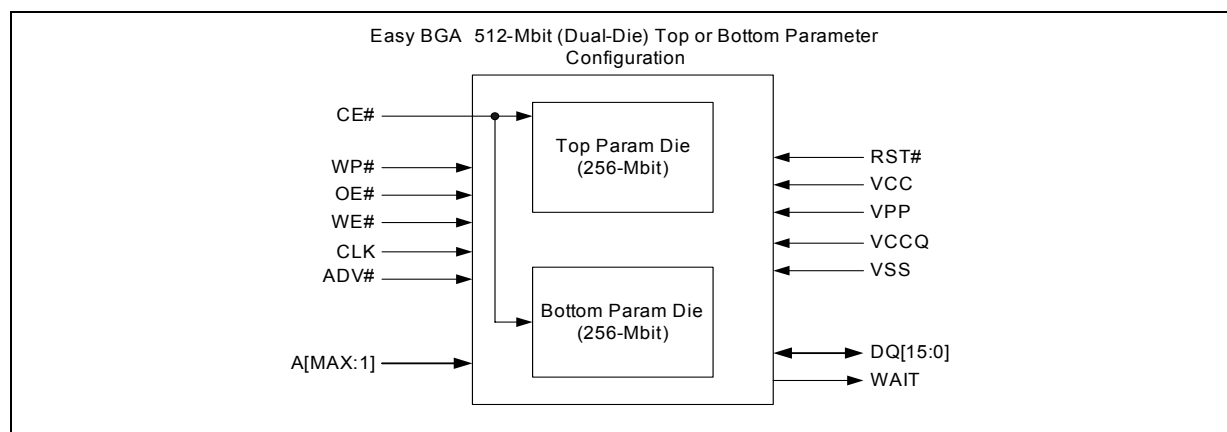 Easy BGA 512-Mbit (Dual-Die) Top or Bottom Parameter
Configuration
CE#
WP#
OE#
WE#
CLK
ADV#
A[MAX:1]
Top Param Die
(256-Mbit)
Bottom Param Die
(256-Mbit)
RST#
VCC
VPP
VCCQ
VSS
DQ[15:0]
WAIT